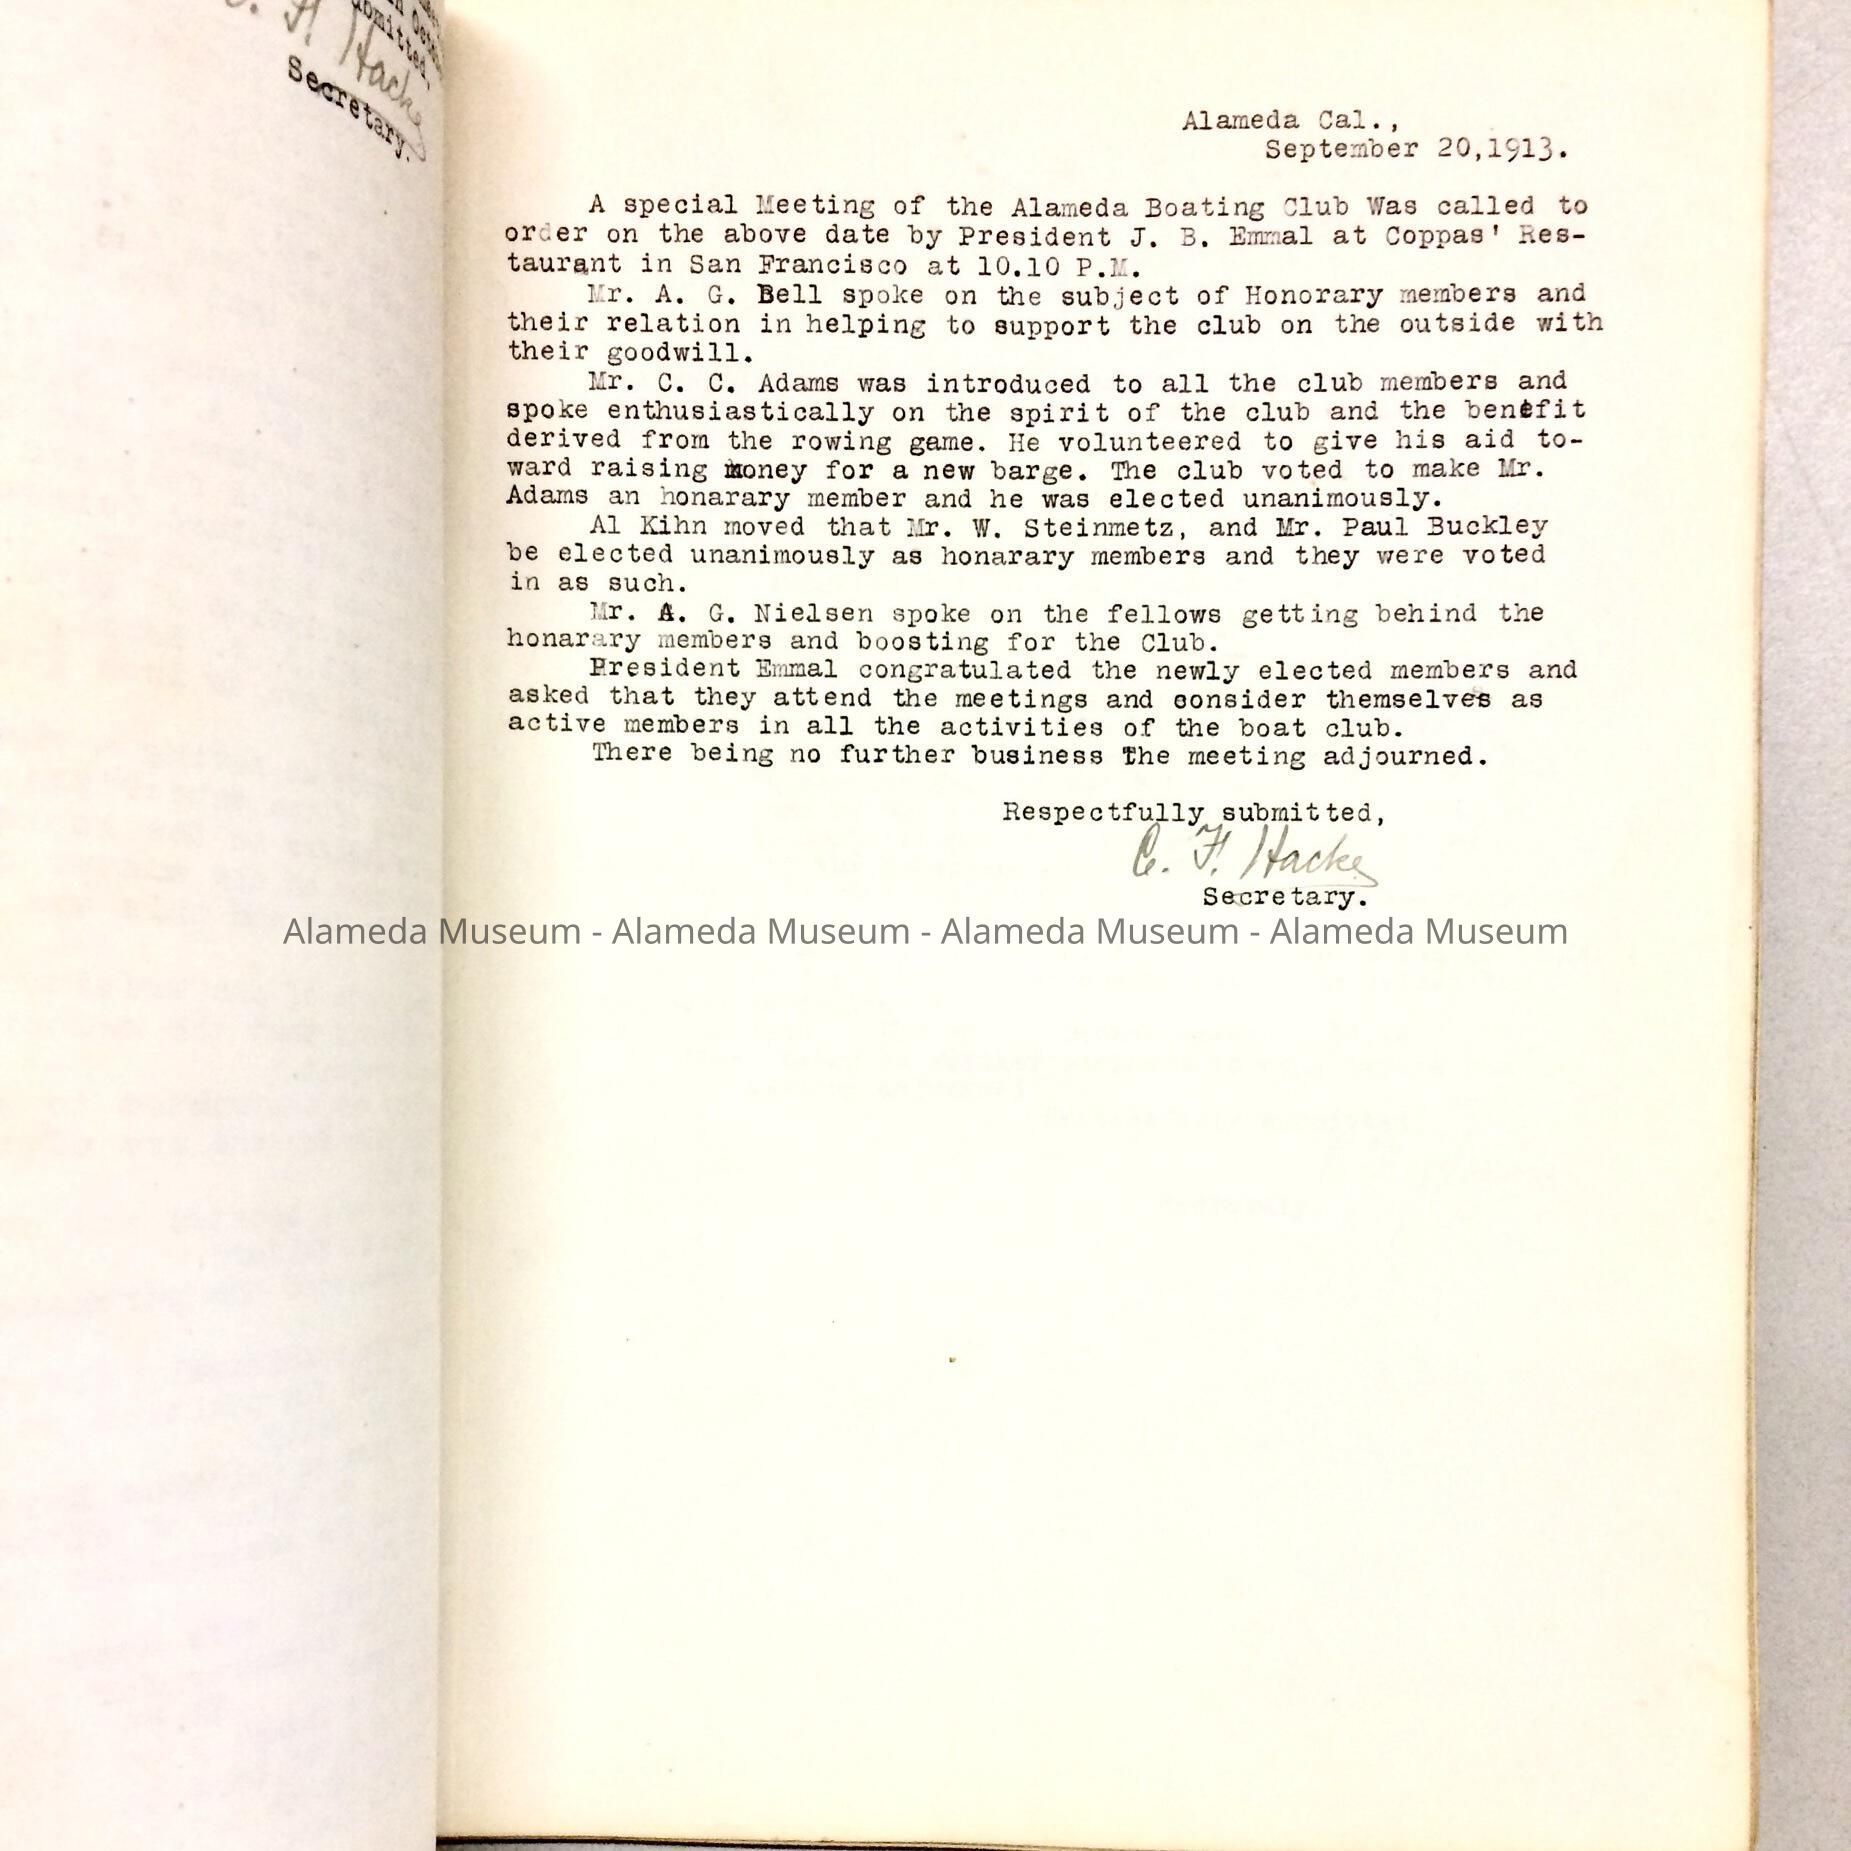 Secretary.
Alameda Cal.,
September 20,1913.
A special Meeting of the Alameda Boating Club Was called to
order on the above date by President J. B. Emmal at Coppas' Res-
taurant in San Francisco at 10.10 P.M.
Mr. A. G. Bell spoke on the subject of Honorary members and
their relation in helping to support the club on the outside with
their goodwill.
Mr. C. C. Adams was introduced to all the club members and
spoke enthusiastically on the spirit of the club and the benefit
derived from the rowing game. He volunteered to give his aid to-
ward raising money for a new barge. The club voted to make Mr.
Adams an honarary member and he was elected unanimously.
Al Kihn moved that Mr. W. Steinmetz, and Mr. Paul Buckley
be elected unanimously as honarary members and they were voted
in as such.
Mr. A. G. Nielsen spoke on the fellows getting behind the
honarary members and boosting for the Club.
President Emmal congratulated the newly elected members and
asked that they attend the meetings and consider themselves as
active members in all the activities of the boat club.
There being no further business The meeting adjourned.
Respectfully submitted,
C. F. Hacke
Secretary.
Alameda Museum - Alameda Museum - Alameda Museum - Alameda Museum